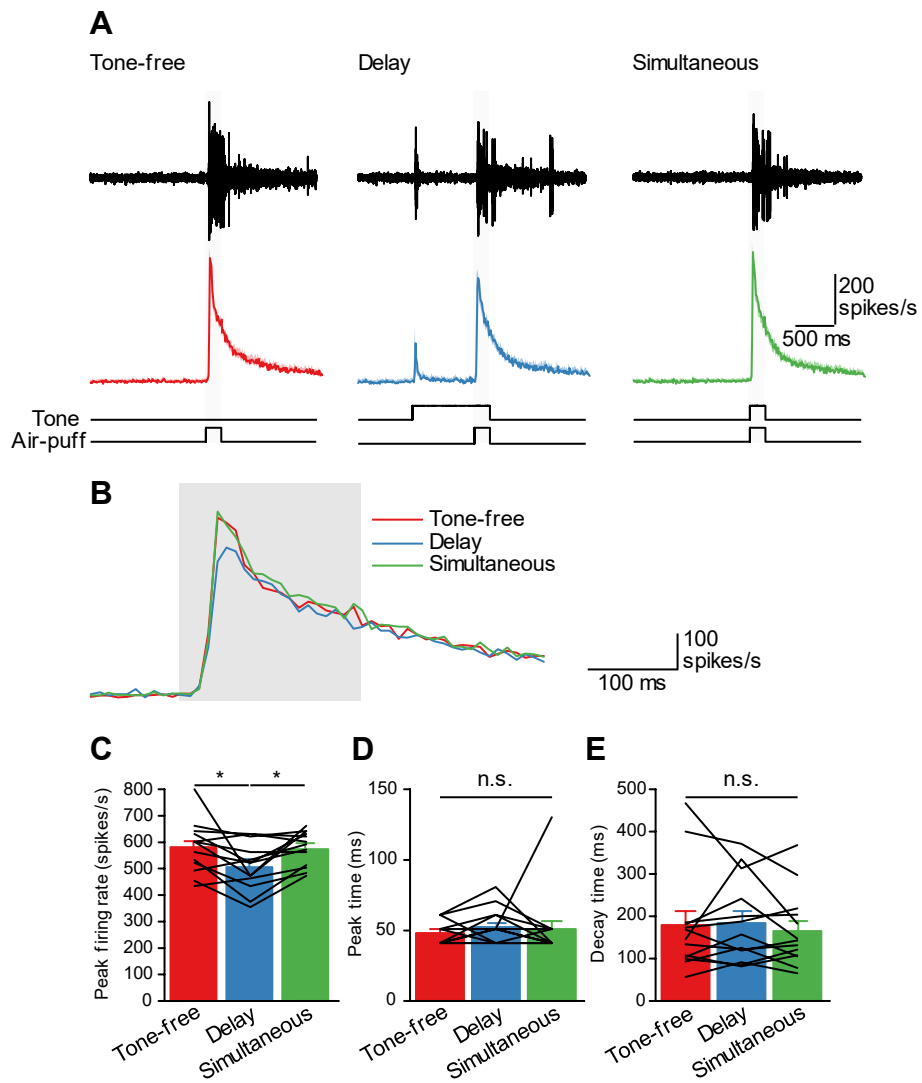 A
Tone-free
Delay
Simultaneous
200
spikes/s
500 ms
Tone
Air-puff
B
Tone-free
Delay
Simultaneous
100
spikes/s
100 ms
C
D
E
Peak firing rate (spikes/s)
800
700
600
500
400
300
200
100
0
*
*
Tone-free
Delay
Simultaneous
Peak time (ms)
150
100
50
0
n.s.
Tone-free
Delay
Simultaneous
Decay time (ms)
500
400
300
200
100
0
n.s.
Tone-free
Delay
Simultaneous